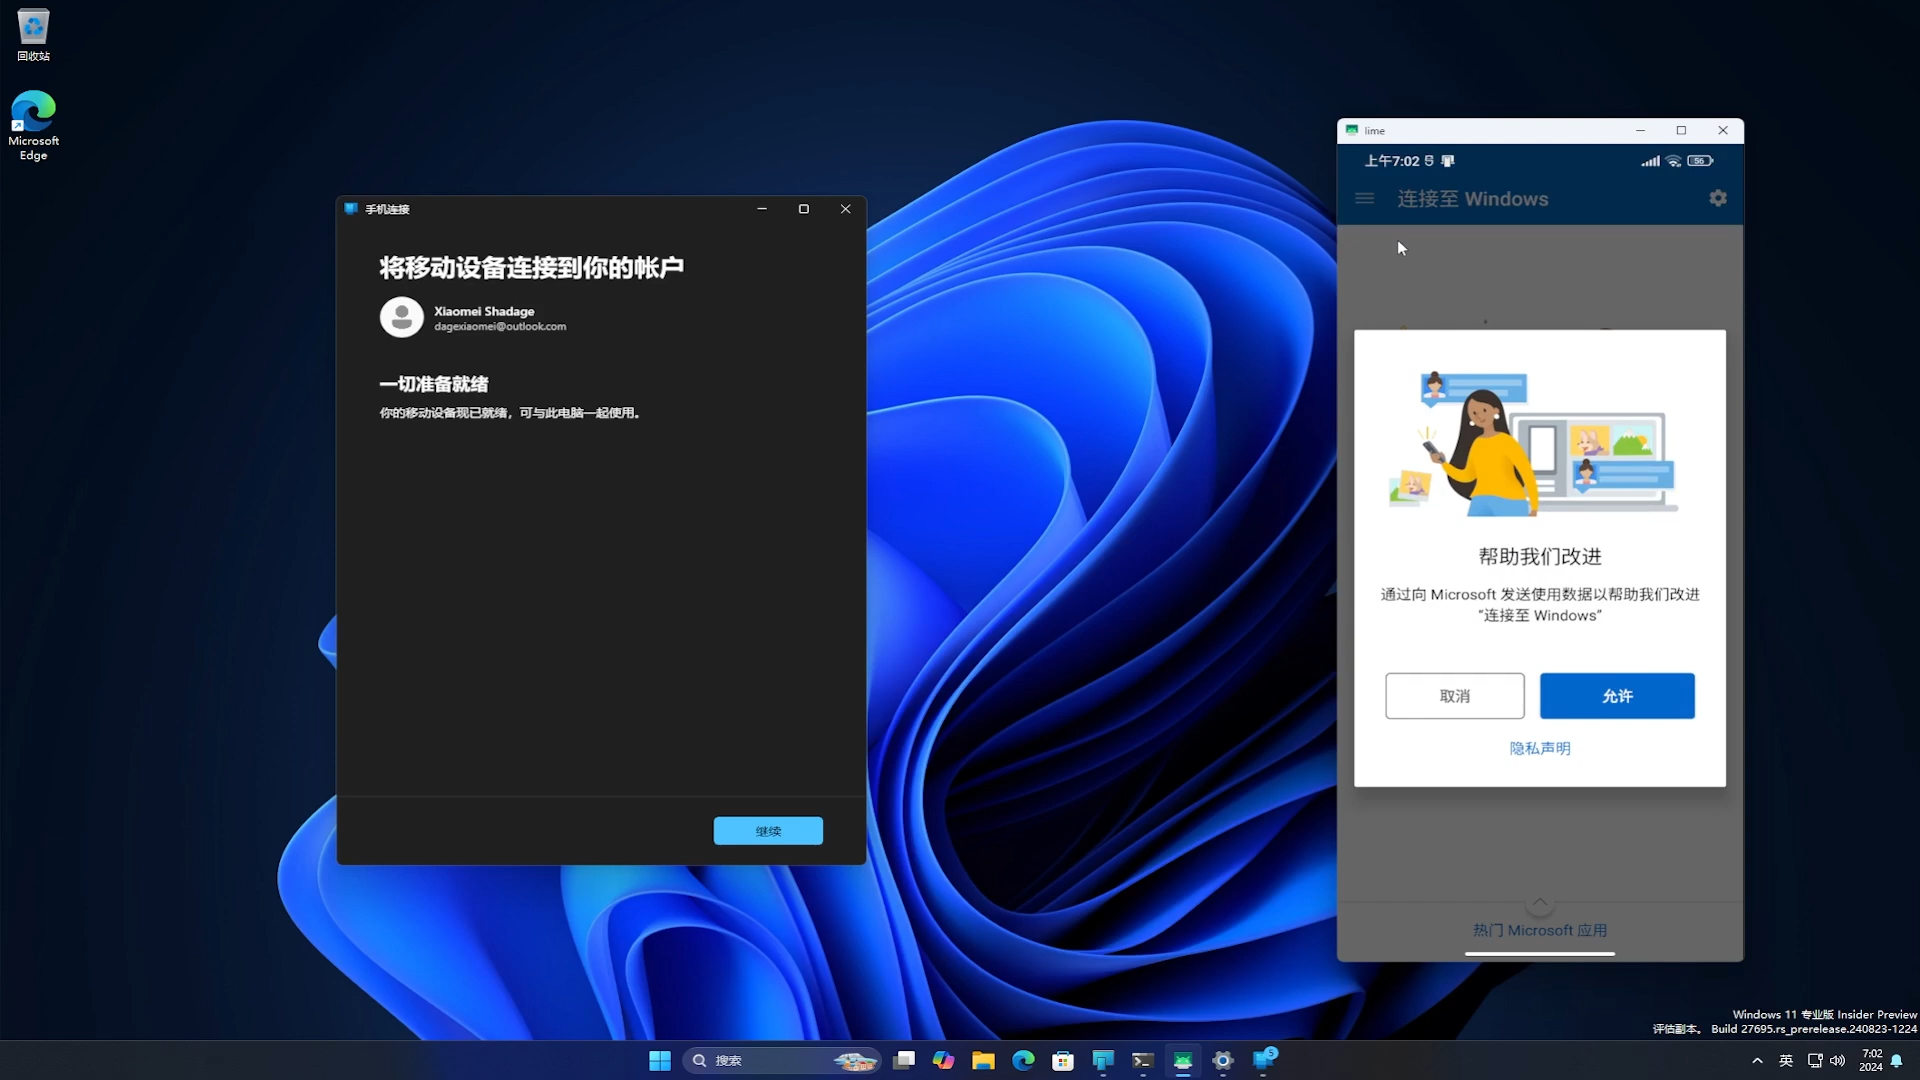 回收站
Microsoft
Edge
手机连接
将移动设备连接到你的帐户
Xiaomei Shadage
dagexiaomei@outlook.com
一切准备就绪
你的移动设备现已就绪，可与此电脑一起使用。
继续
lime
上午7:02
56
连接至 Windows
帮助我们改进
通过向 Microsoft 发送使用数据以帮助我们改进
“连接至 Windows”
取消
允许
隐私声明
热门 Microsoft 应用
Windows 11 专业版 Insider Preview
评估副本。 Build 27695.rs_prerelease.240823-1224
搜索
5
英
7:02
2024